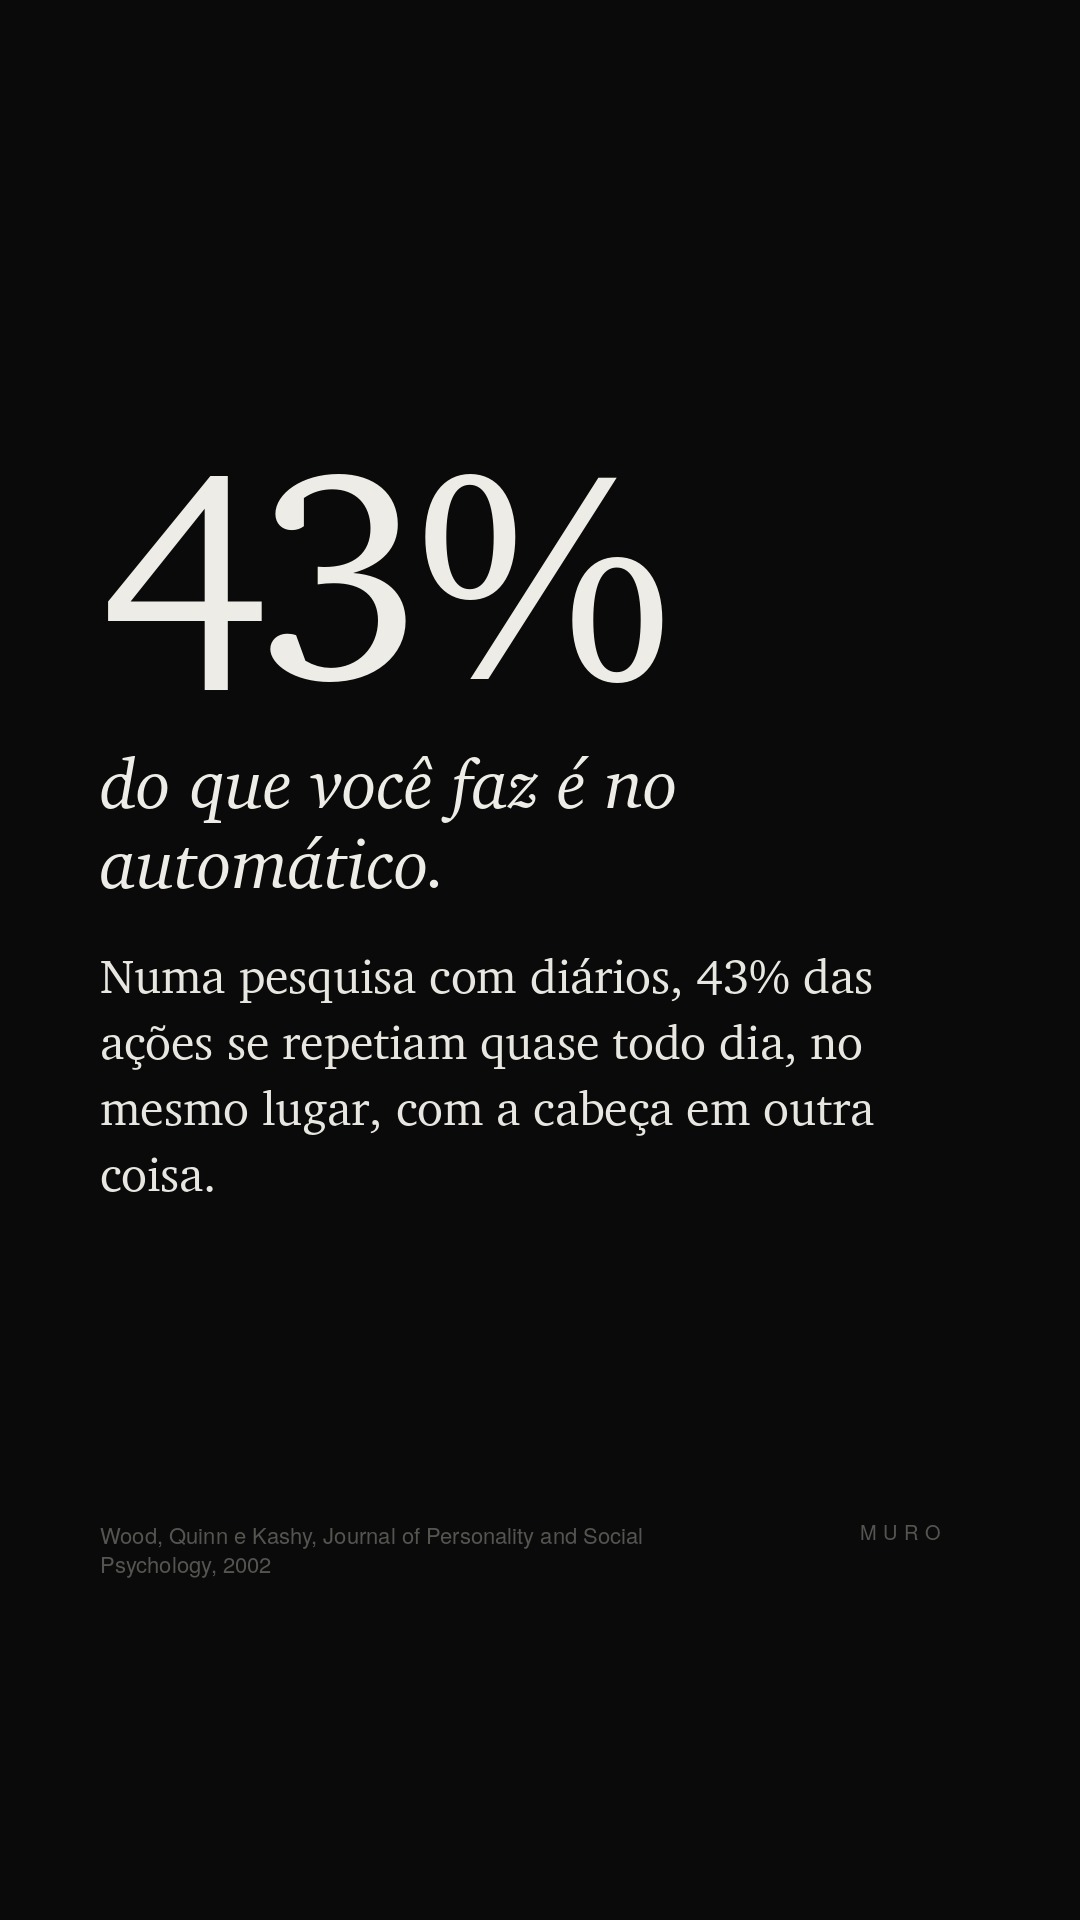 43%
do que você faz é no
automático.
Numa pesquisa com diários, 43% das
ações se repetiam quase todo dia, no
mesmo lugar, com a cabeça em outra
coisa.
Wood, Quinn e Kashy, Journal of Personality and Social
Psychology, 2002
MURO